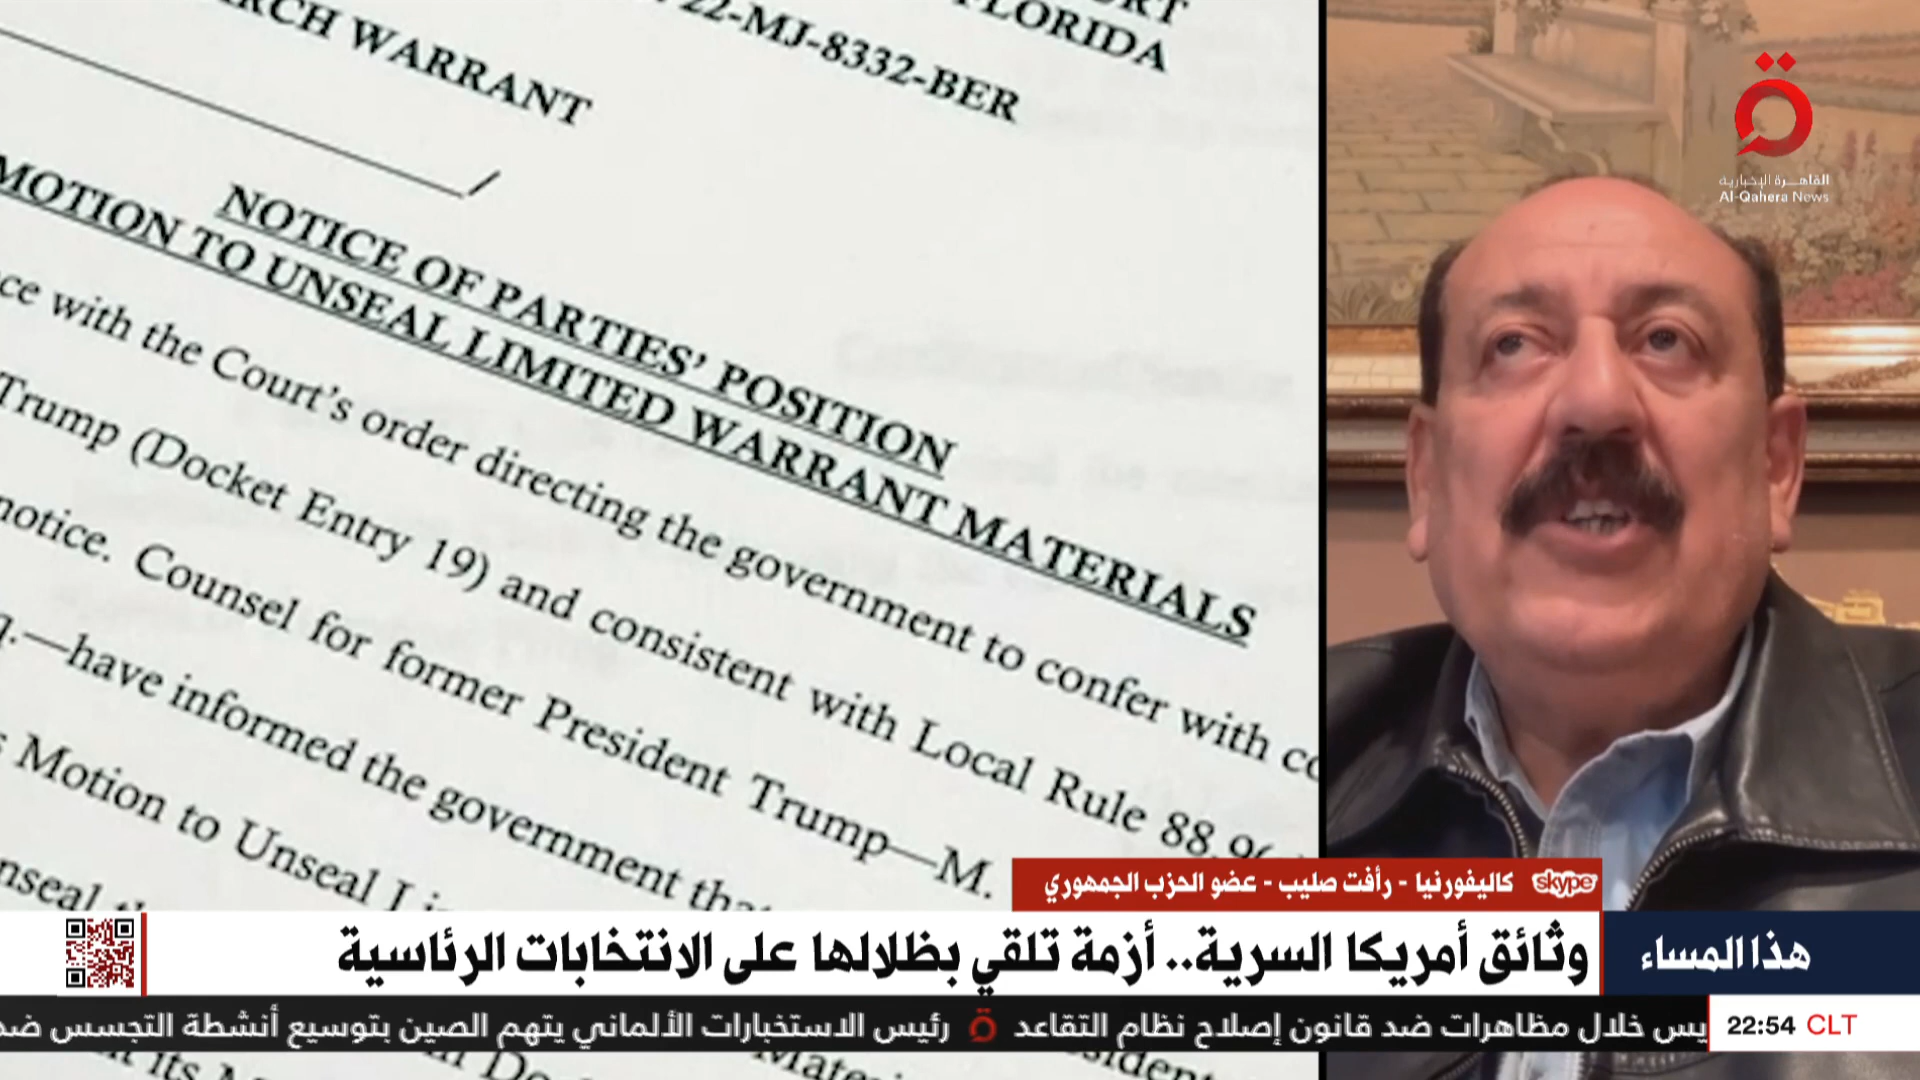 FLORIDA
22-MJ-8332-BER
WARRANT
NOTICE OF PARTIES' POSITION
MOTION TO UNSEAL LIMITED WARRANT MATERIALS
with the Court's order directing the government to confer with
Trump (Docket Entry 19) and consistent with Local Rule 88.9
notice. Counsel for former President Trump—M.
—have informed the government
Motion to Unseal
القاهرة الإخبارية
Al-Qahera News
skype كاليفورنيا - رأفت صليب - عضو الحزب الجمهوري
هذا المساء
وثائق أمريكا السرية.. أزمة تلقي بظلالها على الانتخابات الرئاسية
22:54 CLT
خلال مظاهرات ضد قانون إصلاح نظام التقاعد
رئيس الاستخبارات الألماني يتهم الصين بتوسيع أنشطة التجسس